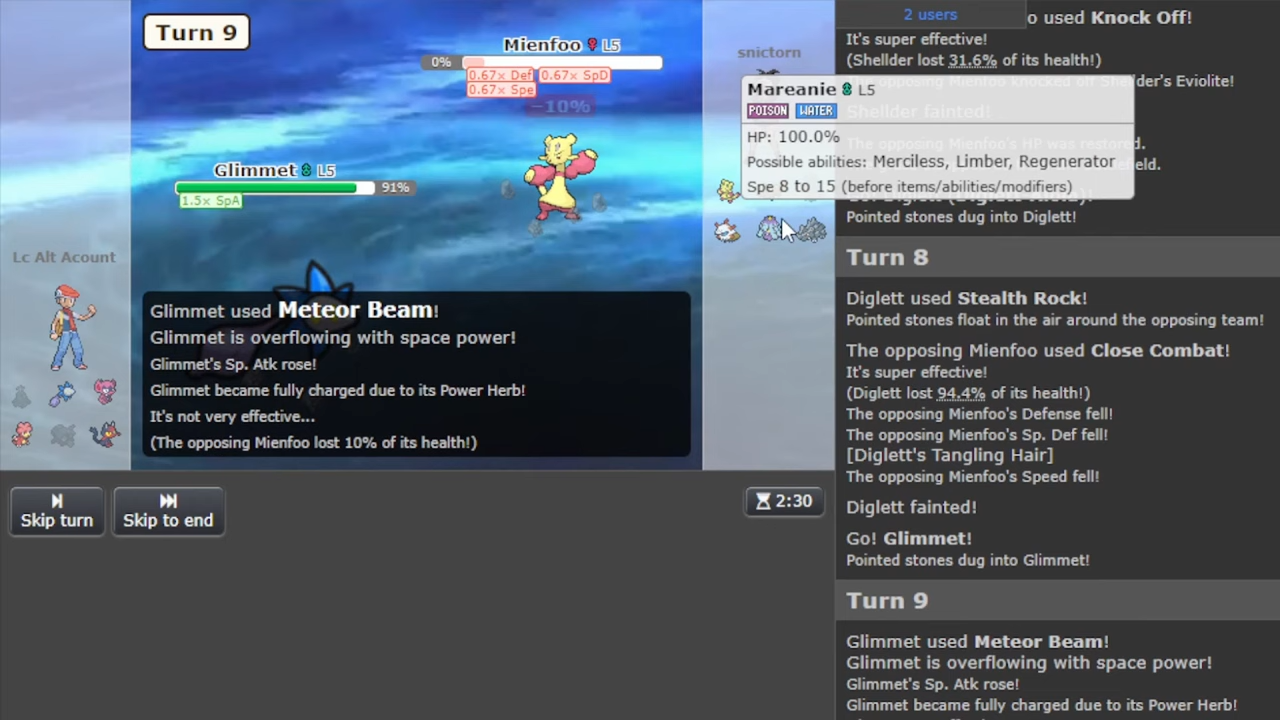 Turn 9
Mienfoo L5
0%
0.67× Def 0.67× SpD
0.67× Spe
−10%
Glimmet L5
91%
1.5× SpA
Lc Alt Acount
snictorn
Mareanie L5
POISON WATER
HP: 100.0%
Possible abilities: Merciless, Limber, Regenerator
Spe 8 to 15 (before items/abilities/modifiers)
Glimmet used Meteor Beam!
Glimmet is overflowing with space power!
Glimmet's Sp. Atk rose!
Glimmet became fully charged due to its Power Herb!
It's not very effective...
(The opposing Mienfoo lost 10% of its health!)
Skip turn
Skip to end
2:30
2 users
o used Knock Off!
It's super effective!
(Shellder lost 31.6% of its health!)
The opposing Mienfoo knocked off Shellder's Eviolite!
Shellder fainted!
Pointed stones dug into Diglett!
Turn 8
Diglett used Stealth Rock!
Pointed stones float in the air around the opposing team!
The opposing Mienfoo used Close Combat!
It's super effective!
(Diglett lost 94.4% of its health!)
The opposing Mienfoo's Defense fell!
The opposing Mienfoo's Sp. Def fell!
[Diglett's Tangling Hair]
The opposing Mienfoo's Speed fell!
Diglett fainted!
Go! Glimmet!
Pointed stones dug into Glimmet!
Turn 9
Glimmet used Meteor Beam!
Glimmet is overflowing with space power!
Glimmet's Sp. Atk rose!
Glimmet became fully charged due to its Power Herb!